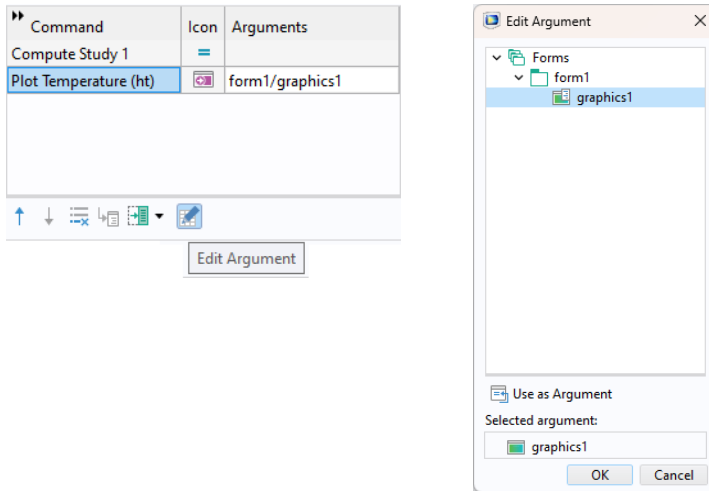 Command Icon Arguments
Compute Study 1
Plot Temperature (ht) form1/graphics1
Edit Argument
Edit Argument
Forms
form1
graphics1
Use as Argument
Selected argument:
graphics1
OK Cancel